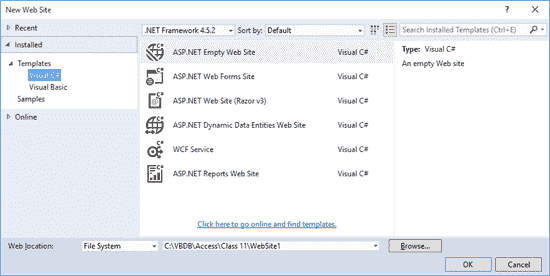 New Web Site
? ×
Recent
.NET Framework 4.5.2
Sort by: Default
Search Installed Templates (Ctrl+E)
Installed
Templates
Visual C#
Visual Basic
Samples
Online
ASP.NET Empty Web Site Visual C#
ASP.NET Web Forms Site Visual C#
ASP.NET Web Site (Razor v3) Visual C#
ASP.NET Dynamic Data Entities Web Site Visual C#
WCF Service Visual C#
ASP.NET Reports Web Site Visual C#
Click here to go online and find templates.
Type: Visual C#
An empty Web site
Web location: File System C:\VBDB\Access\Class 11\WebSite1 Browse...
OK Cancel